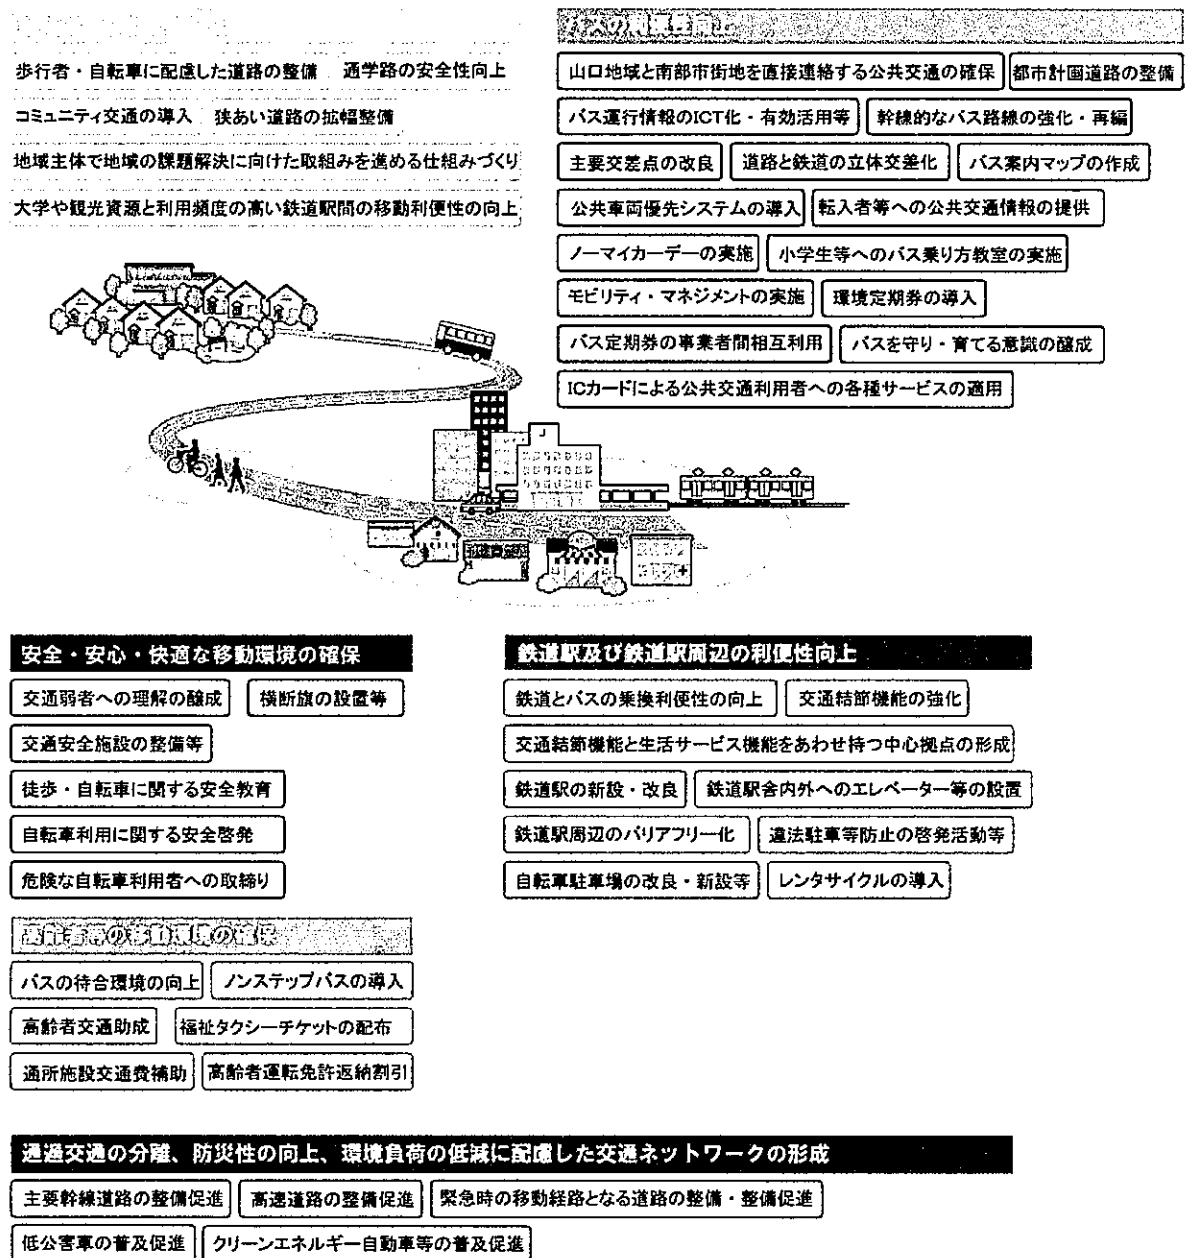 歩行者・自転車に配慮した道路の整備 通学路の安全性向上
コミュニティ交通の導入 狭あい道路の拡幅整備
地域主体で地域の課題解決に向けた取組みを進める仕組みづくり
大学や観光資源と利用頻度の高い鉄道駅間の移動利便性の向上
バスの利便性向上
山口地域と南部市街地を直接連絡する公共交通の確保 都市計画道路の整備
バス運行情報のICT化・有効活用等 幹線的なバス路線の強化・再編
主要交差点の改良 道路と鉄道の立体交差化 バス案内マップの作成
公共車両優先システムの導入 転入者等への公共交通情報の提供
ノーマイカーデーの実施 小学生等へのバス乗り方教室の実施
モビリティ・マネジメントの実施 環境定期券の導入
バス定期券の事業者間相互利用 バスを守り・育てる意識の醸成
ICカードによる公共交通利用者への各種サービスの適用
安全・安心・快適な移動環境の確保
交通弱者への理解の醸成 横断旗の設置等
交通安全施設の整備等
徒歩・自転車に関する安全教育
自転車利用に関する安全啓発
危険な自転車利用者への取締り
鉄道駅及び鉄道駅周辺の利便性向上
鉄道とバスの乗換利便性の向上 交通結節機能の強化
交通結節機能と生活サービス機能をあわせ持つ中心拠点の形成
鉄道駅の新設・改良 鉄道駅舎内外へのエレベーター等の設置
鉄道駅周辺のバリアフリー化 違法駐車等防止の啓発活動等
自転車駐車場の改良・新設等 レンタサイクルの導入
高齢者等の移動環境の確保
バスの待合環境の向上 ノンステップバスの導入
高齢者交通助成 福祉タクシーチケットの配布
通所施設交通費補助 高齢者運転免許返納割引
通過交通の分離、防災性の向上、環境負荷の低減に配慮した交通ネットワークの形成
主要幹線道路の整備促進 高速道路の整備促進 緊急時の移動経路となる道路の整備・整備促進
低公害車の普及促進 クリーンエネルギー自動車等の普及促進